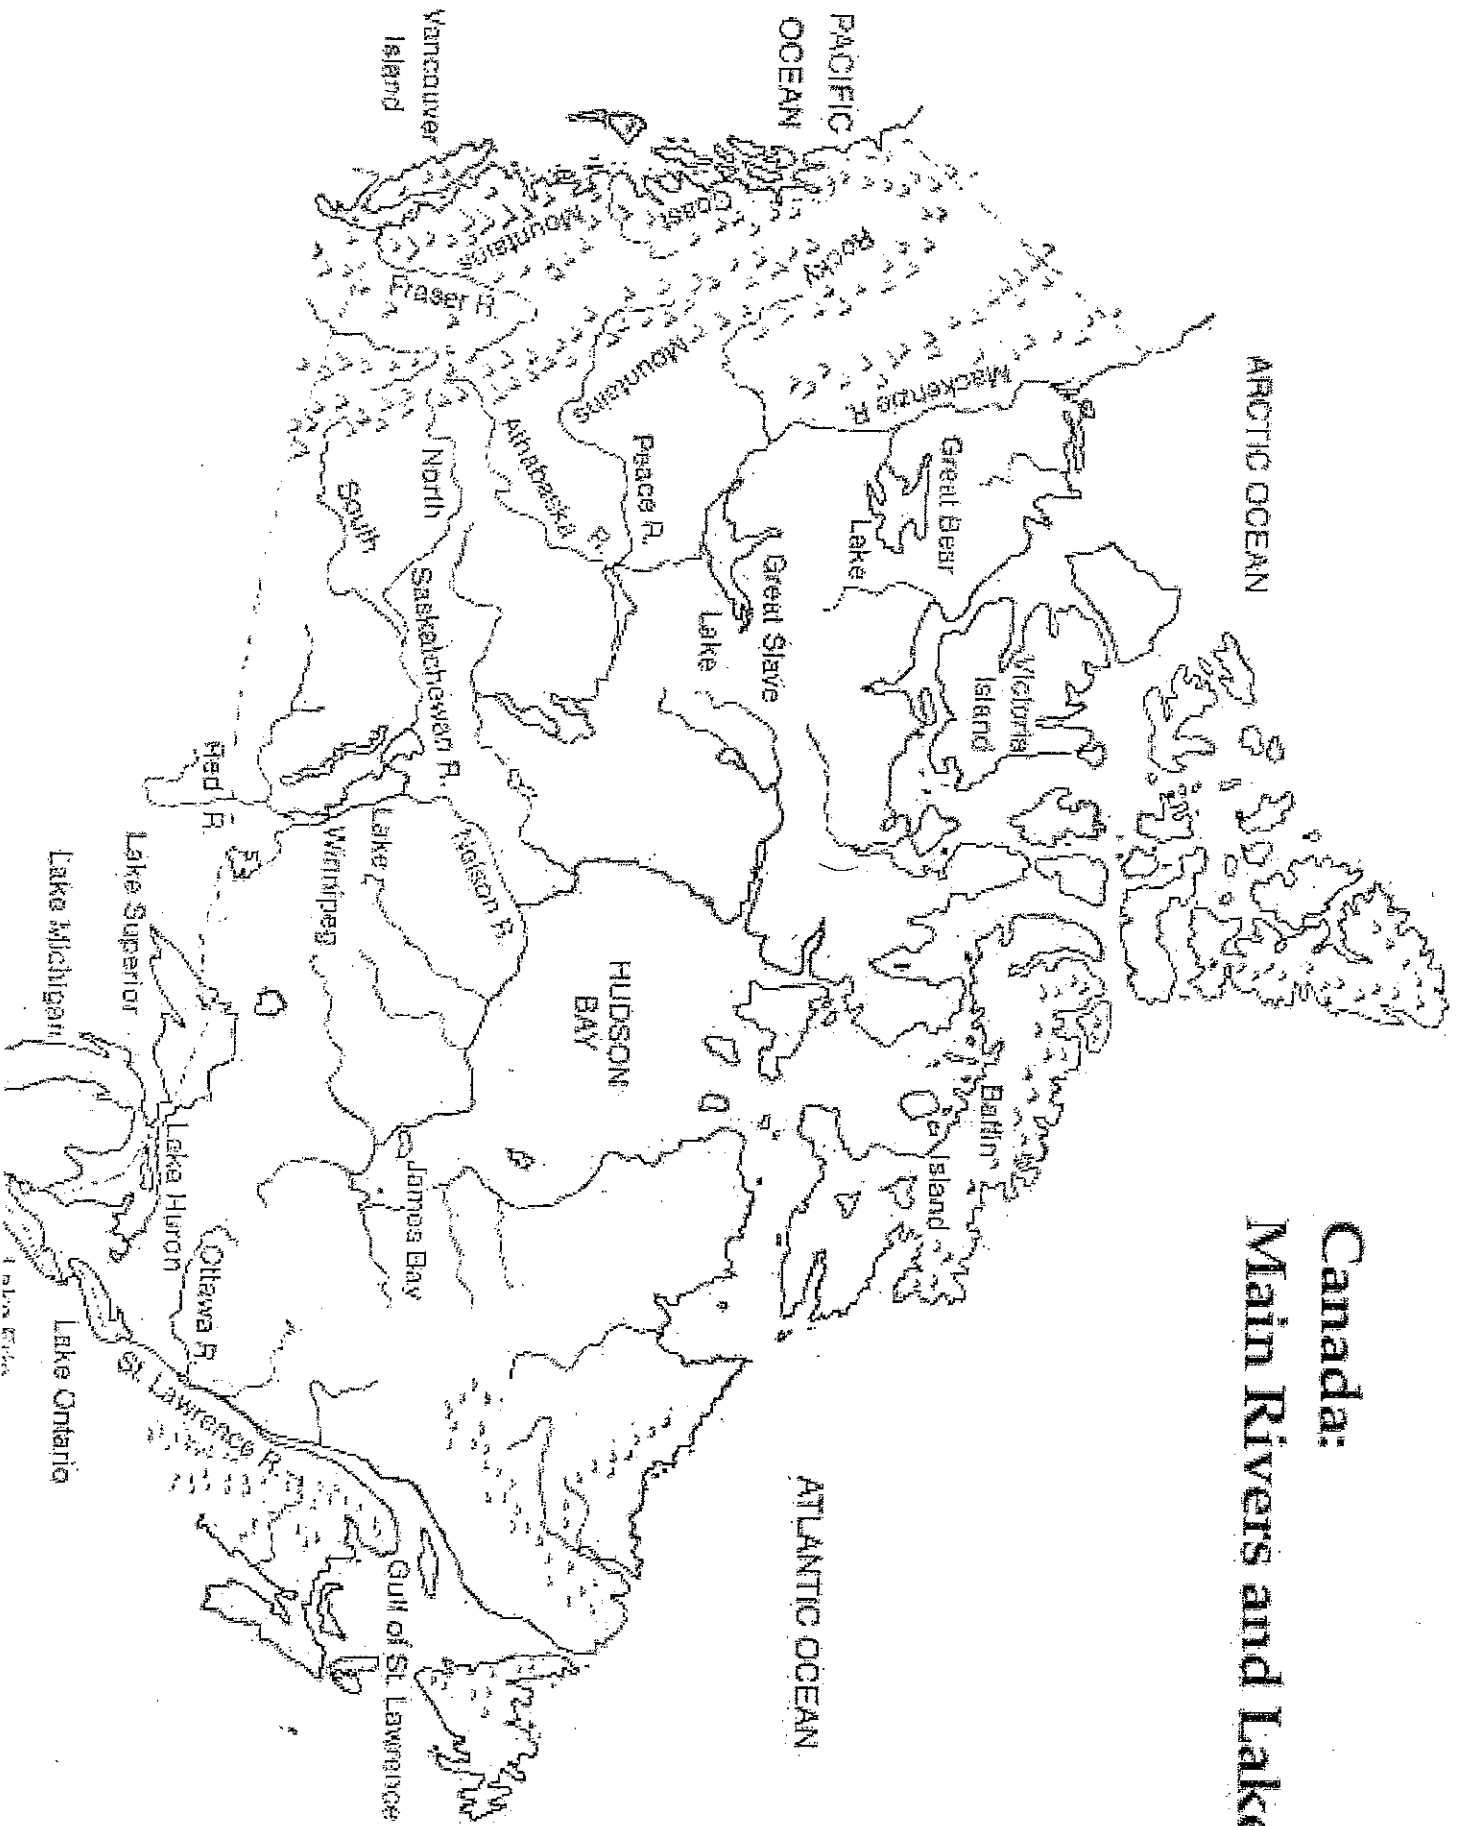 Canada:
Main Rivers and Lake
ARCTIC OCEAN
PACIFIC
OCEAN
Mackenzie R.
Great Bear
Lake
Victoria
Island
Baffin
Island
Rocky
Mountains
Coast
Mountains
Great Slave
Lake
ATLANTIC OCEAN
Peace R.
HUDSON
BAY
Athabaska R.
Fraser R.
Vancouver
Island
North
South
Saskatchewan R.
Nelson R.
Lake
Winnipeg
James Bay
Gulf of St. Lawrence
Red R.
Ottawa R.
St. Lawrence R.
Lake Superior
Lake Huron
Lake Michigan
Lake Ontario